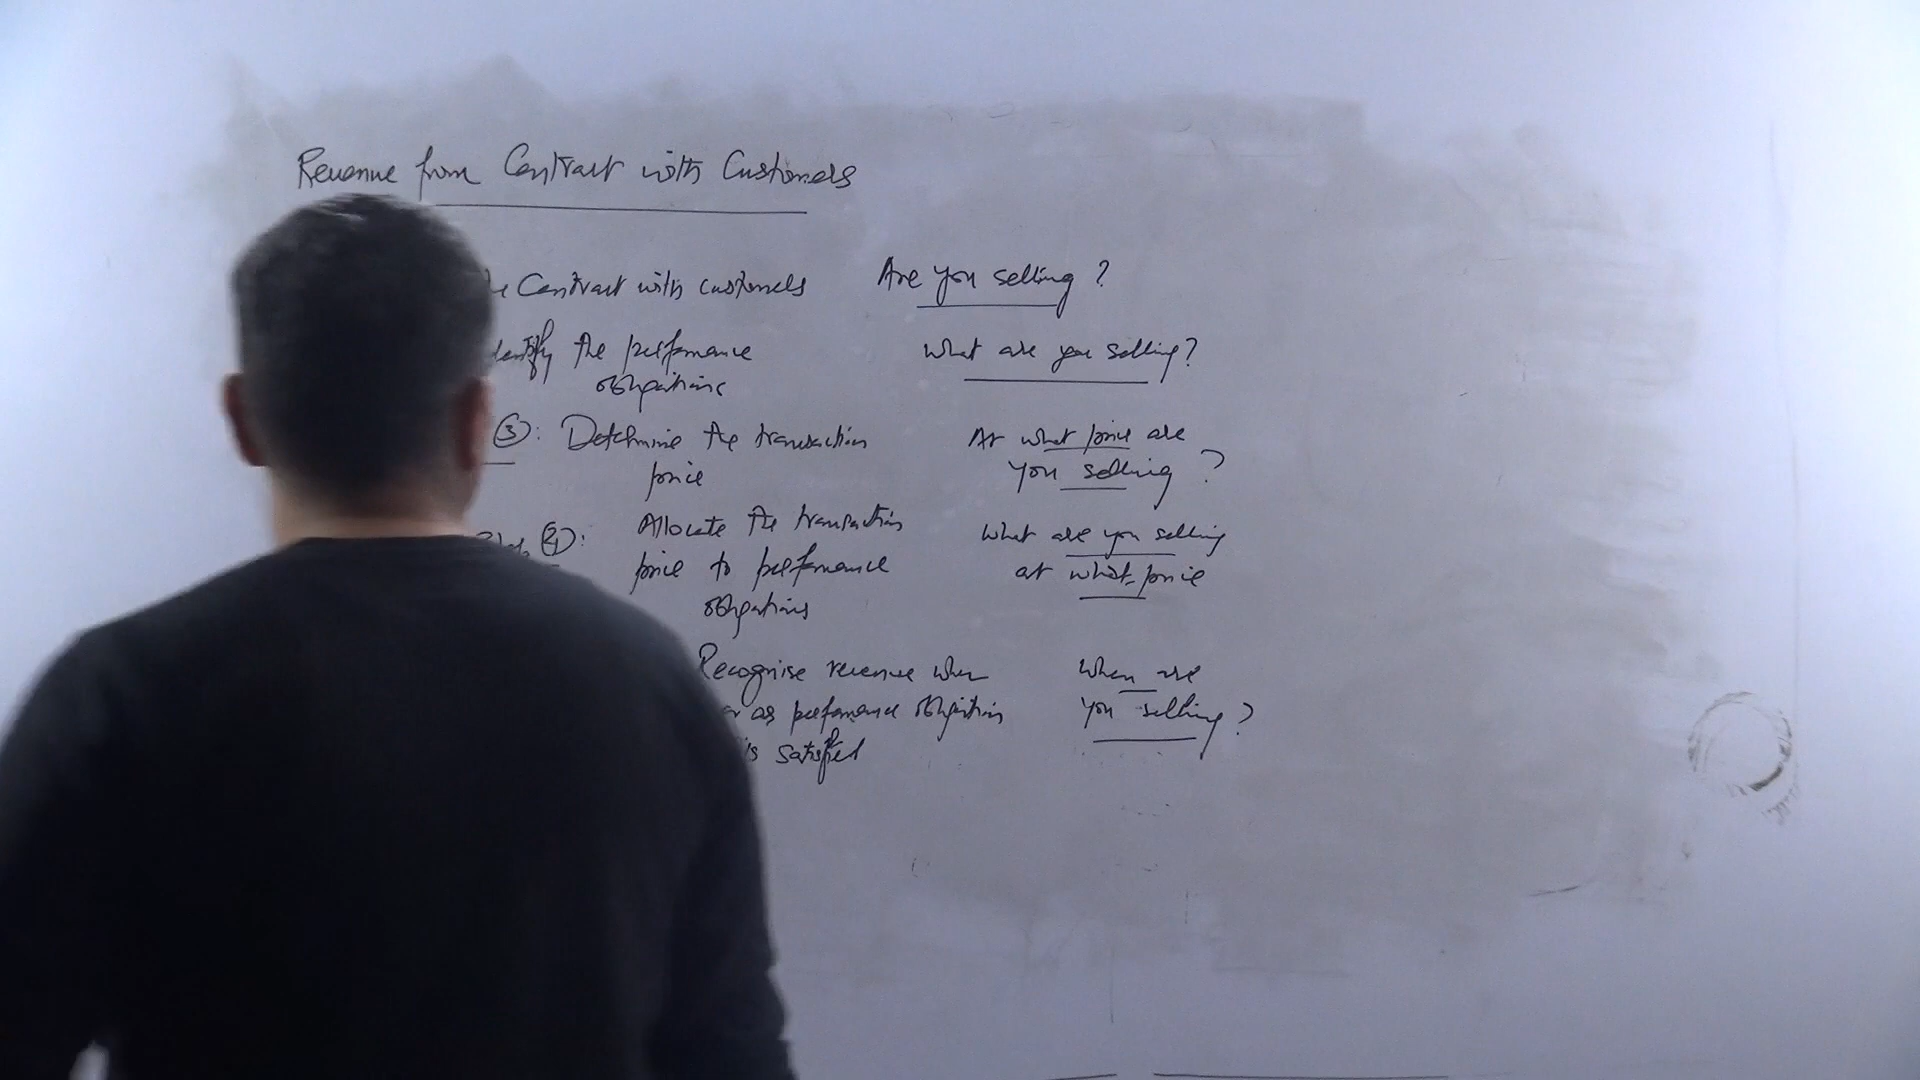 Revenue from Contract with Customers
Contract with customers Are you selling?
the performance What are you selling?
obligations
③: Determine the transaction At what price are
price you selling ?
④: Allocate the transaction What are you selling
price to performance at what price
obligations
Recognise revenue when When are
or as performance obligation you selling ?
is satisfied